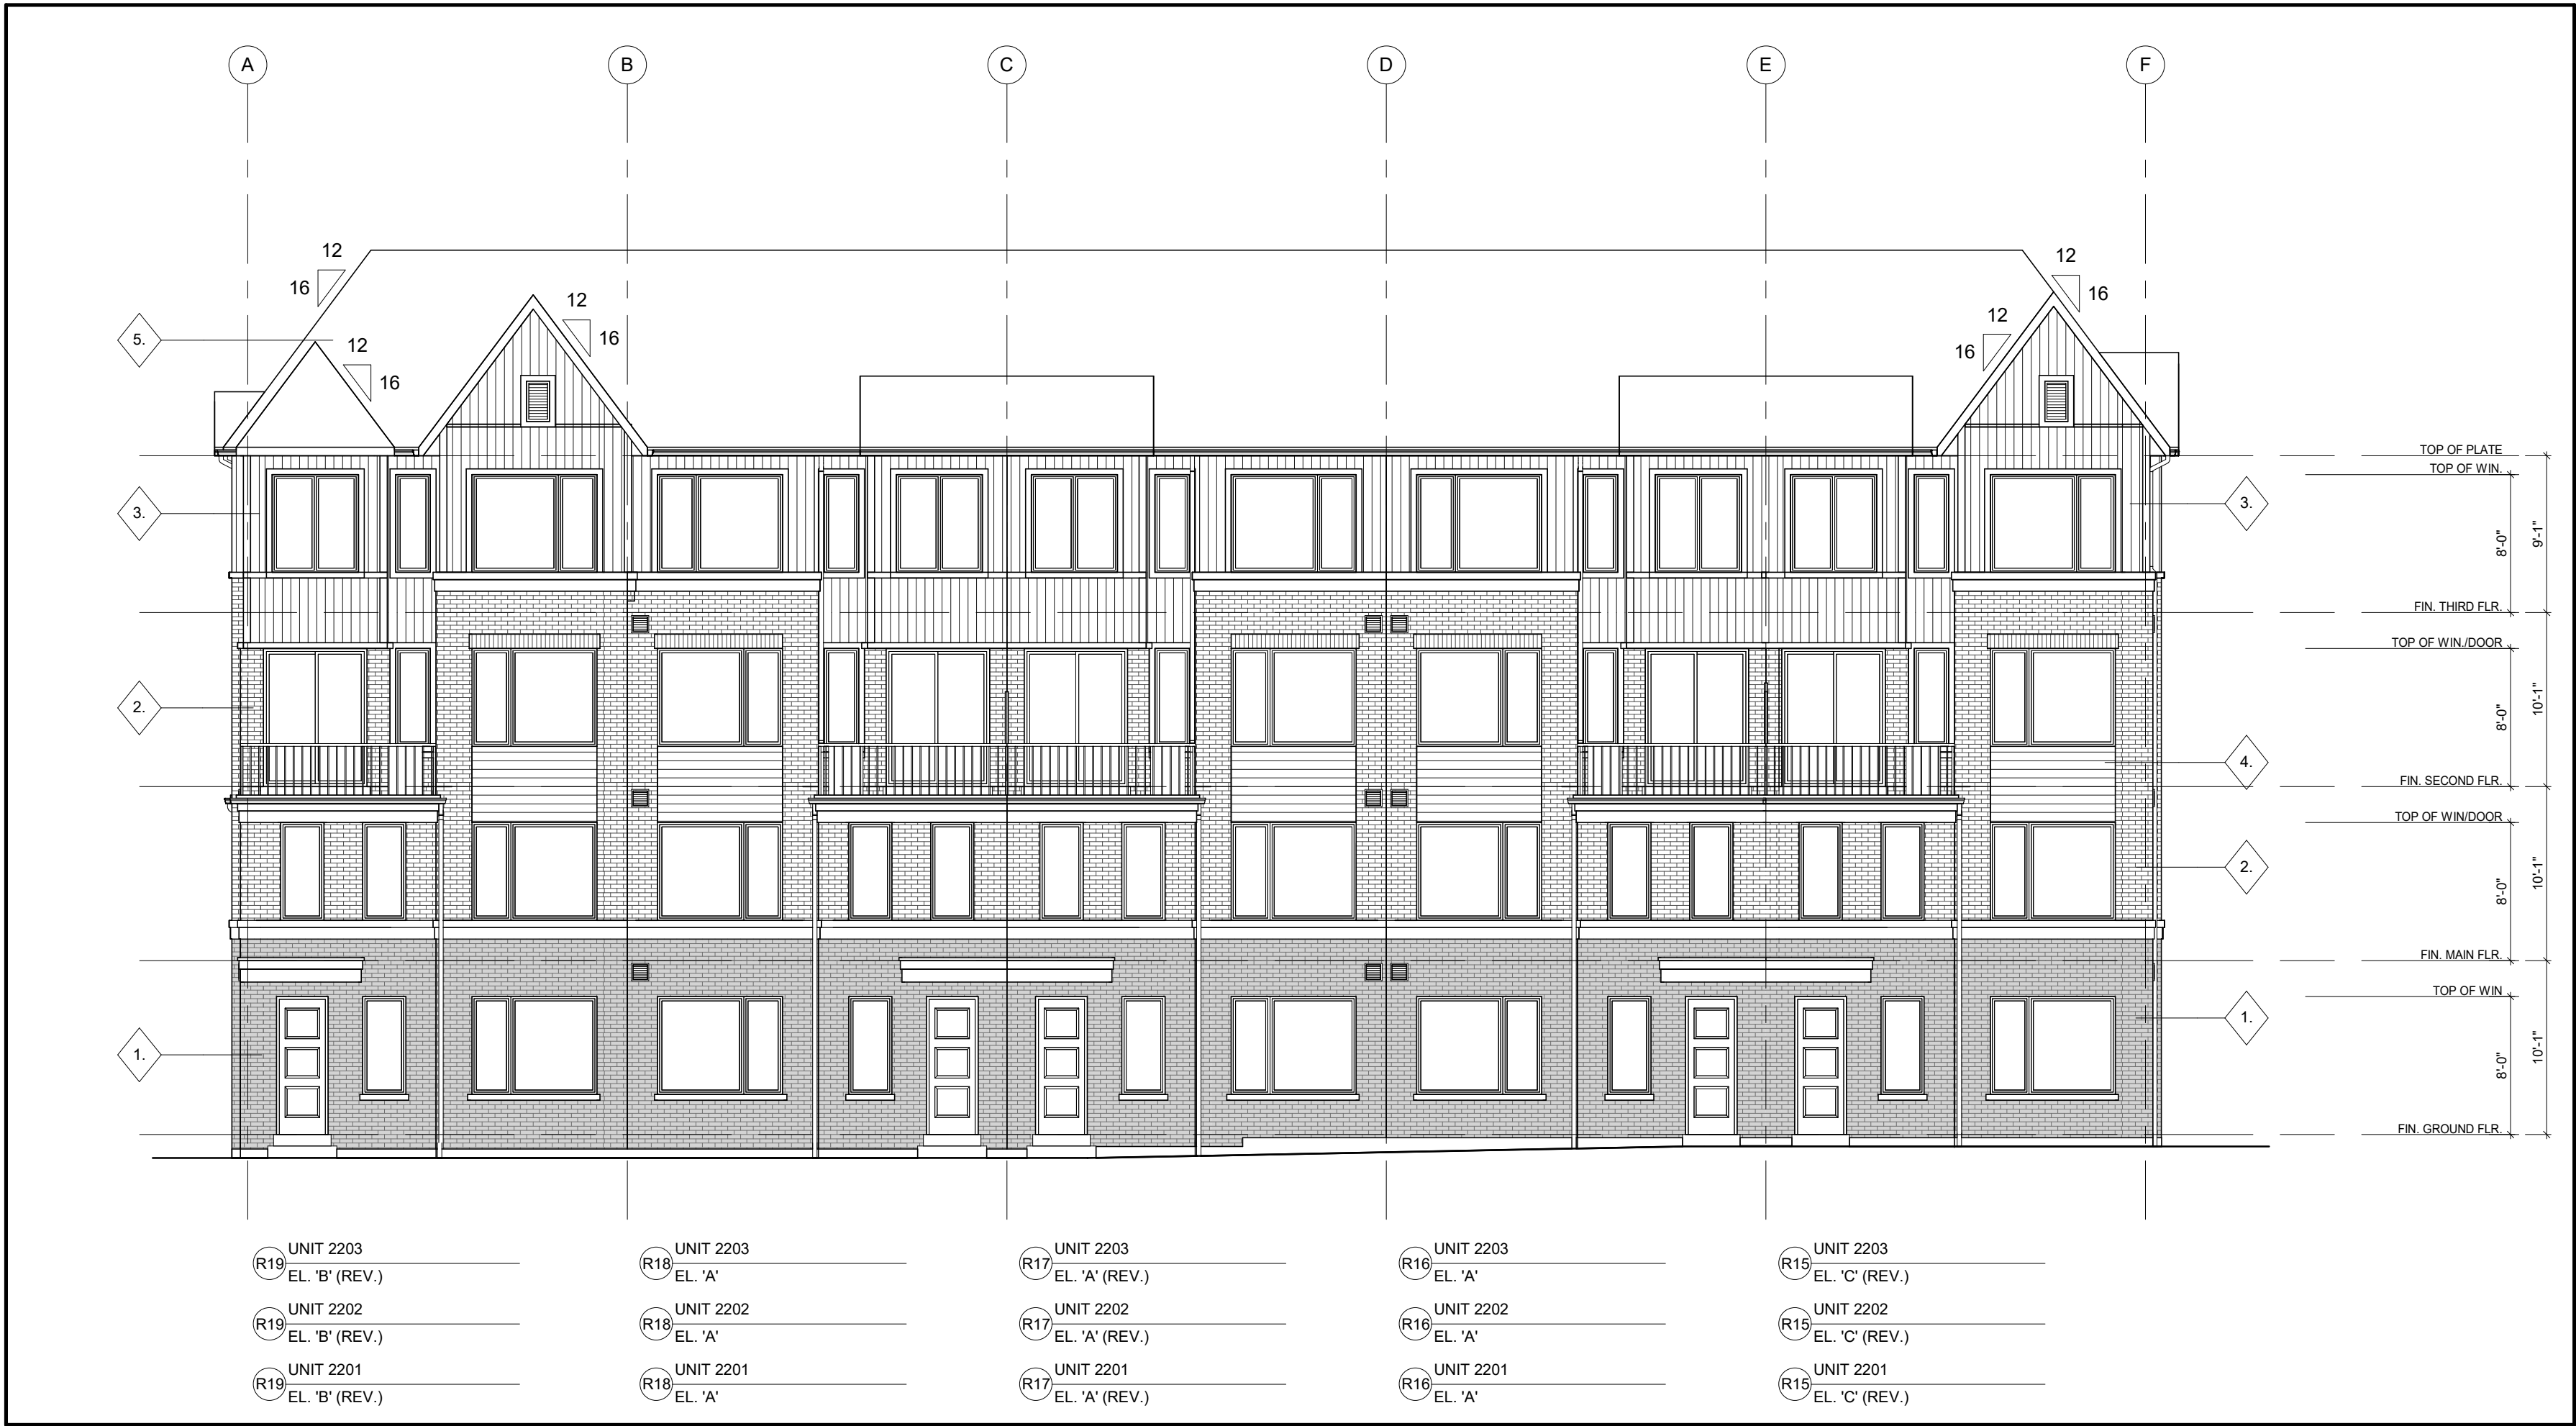 A B C D E F
12
16
12
16
12
16
12
16
12
16
5.
3.
2.
1.
3.
4.
2.
1.
TOP OF PLATE
TOP OF WIN.
8'-0"
9'-1"
FIN. THIRD FLR.
TOP OF WIN./DOOR
8'-0"
10'-1"
FIN. SECOND FLR.
TOP OF WIN/DOOR
8'-0"
10'-1"
FIN. MAIN FLR.
TOP OF WIN
8'-0"
10'-1"
FIN. GROUND FLR.
R19 UNIT 2203
EL. 'B' (REV.)
R18 UNIT 2203
EL. 'A'
R17 UNIT 2203
EL. 'A' (REV.)
R16 UNIT 2203
EL. 'A'
R15 UNIT 2203
EL. 'C' (REV.)
R19 UNIT 2202
EL. 'B' (REV.)
R18 UNIT 2202
EL. 'A'
R17 UNIT 2202
EL. 'A' (REV.)
R16 UNIT 2202
EL. 'A'
R15 UNIT 2202
EL. 'C' (REV.)
R19 UNIT 2201
EL. 'B' (REV.)
R18 UNIT 2201
EL. 'A'
R17 UNIT 2201
EL. 'A' (REV.)
R16 UNIT 2201
EL. 'A'
R15 UNIT 2201
EL. 'C' (REV.)